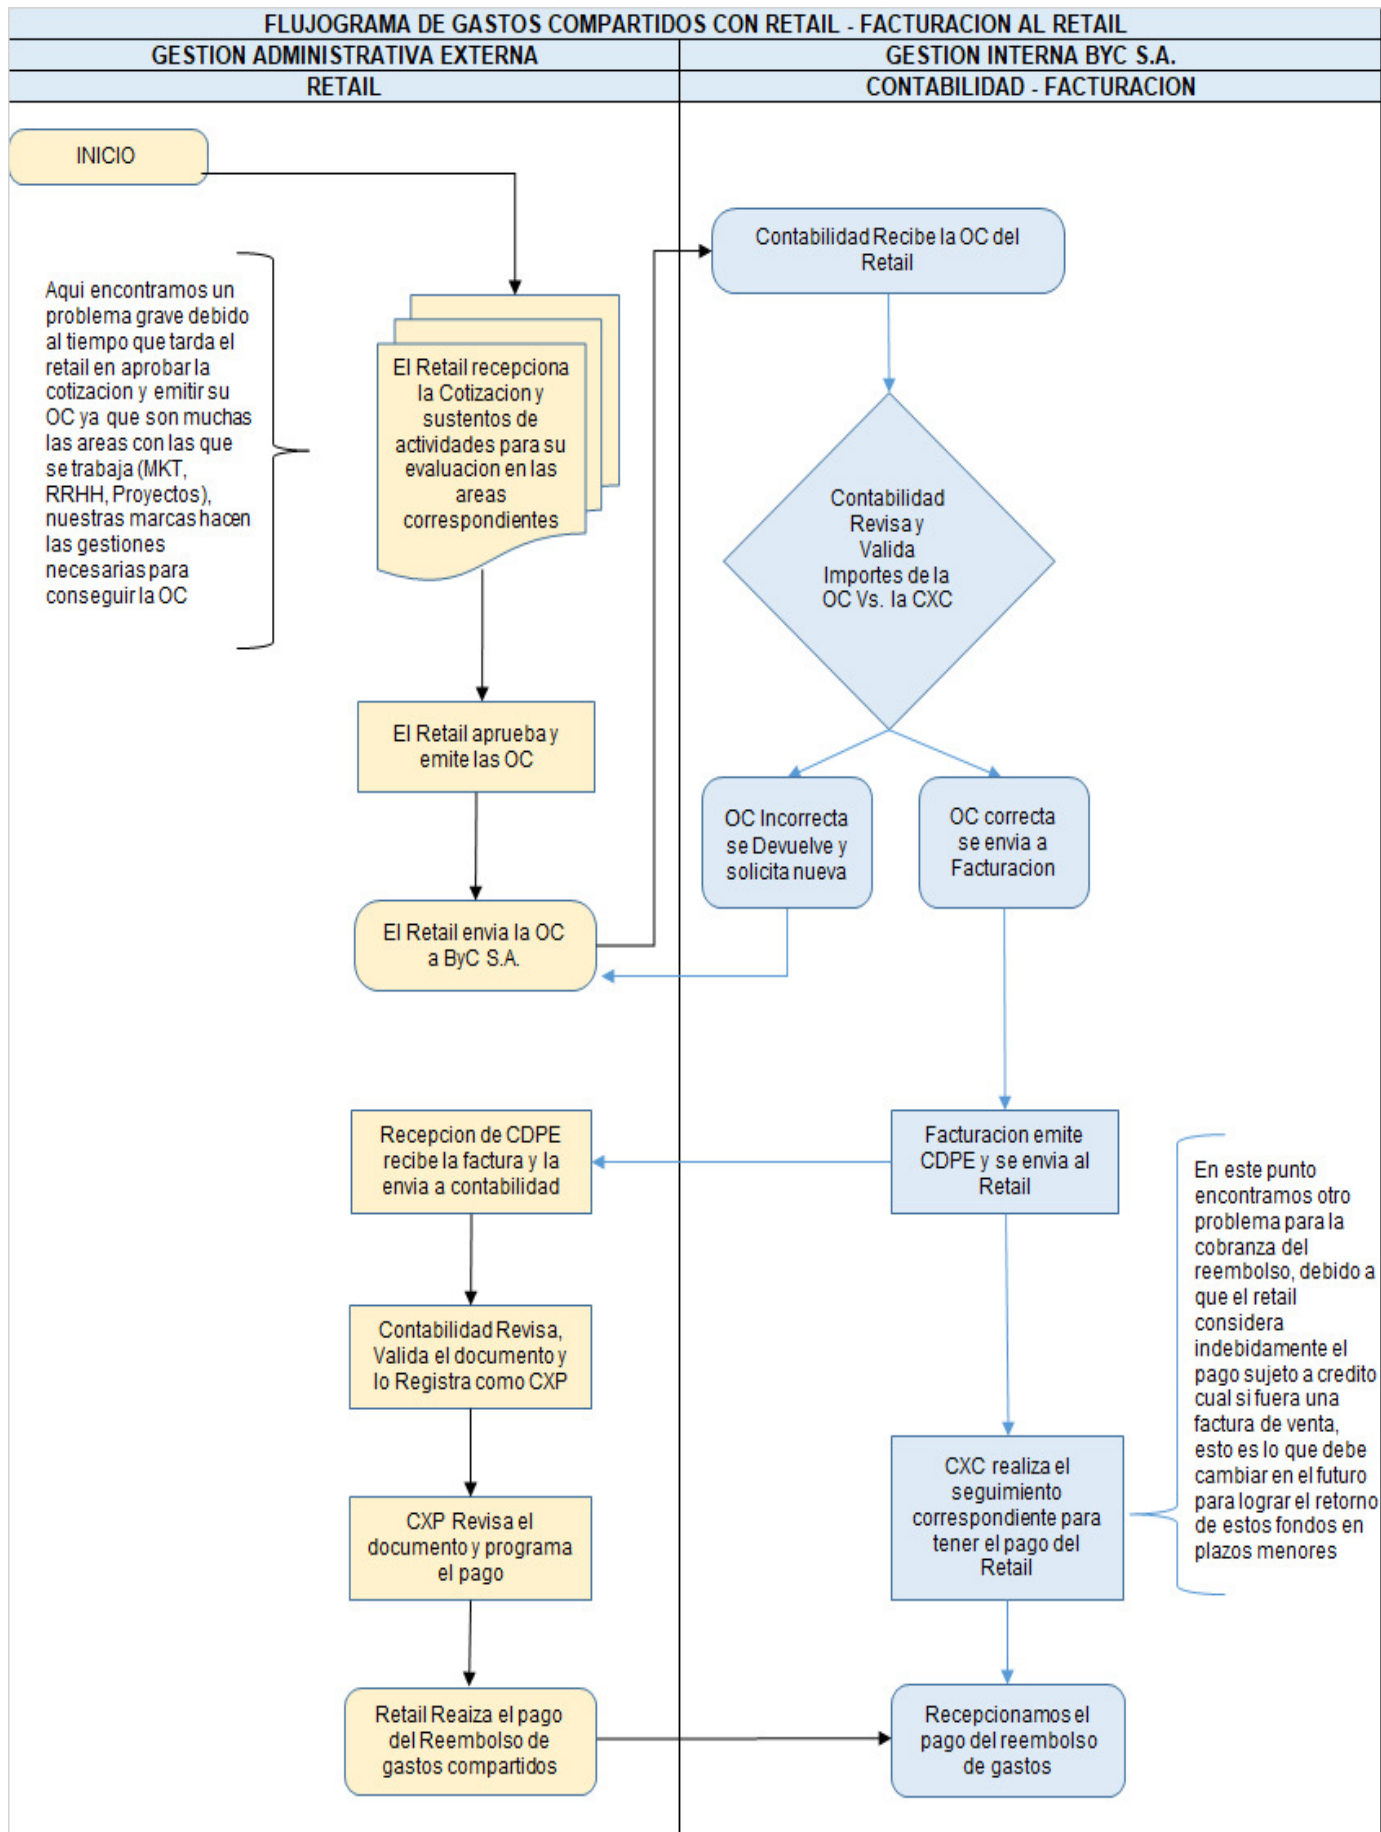 FLUJOGRAMA DE GASTOS COMPARTIDOS CON RETAIL - FACTURACION AL RETAIL
GESTION ADMINISTRATIVA EXTERNA
GESTION INTERNA BYC S.A.
RETAIL
CONTABILIDAD - FACTURACION
INICIO
Contabilidad Recibe la OC del
Retail
Aqui encontramos un
problema grave debido
al tiempo que tarda el
retail en aprobar la
cotizacion y emitir su
OC ya que son muchas
las areas con las que
se trabaja (MKT,
RRHH, Proyectos),
nuestras marcas hacen
las gestiones
necesarias para
conseguir la OC
El Retail recepciona
la Cotizacion y
sustentos de
actividades para su
evaluacion en las
areas
correspondientes
Contabilidad
Revisa y
Valida
Importes de la
OC Vs. la CXC
El Retail aprueba y
emite las OC
OC Incorrecta
se Devuelve y
solicita nueva
OC correcta
se envia a
Facturacion
El Retail envia la OC
a ByC S.A.
Recepcion de CDPE
recibe la factura y la
envia a contabilidad
Facturacion emite
CDPE y se envia al
Retail
En este punto
encontramos otro
problema para la
cobranza del
reembolso, debido a
que el retail
considera
indebidamente el
pago sujeto a credito
cual si fuera una
factura de venta,
esto es lo que debe
cambiar en el futuro
para lograr el retorno
de estos fondos en
plazos menores
Contabilidad Revisa,
Valida el documento y
lo Registra como CXP
CXC realiza el
seguimiento
correspondiente para
tener el pago del
Retail
CXP Revisa el
documento y programa
el pago
Retail Reaiza el pago
del Reembolso de
gastos compartidos
Recepcionamos el
pago del reembolso
de gastos